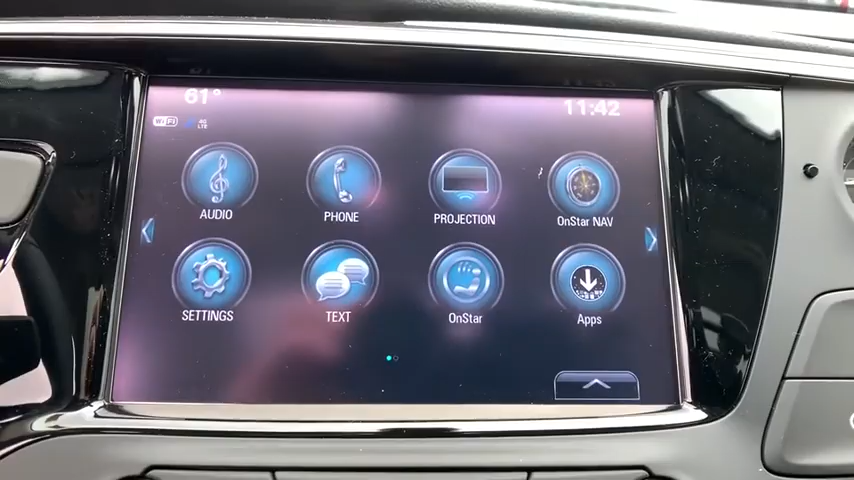 61°
11:42
WiFi 4G LTE
AUDIO
PHONE
PROJECTION
OnStar NAV
SETTINGS
TEXT
OnStar
Apps